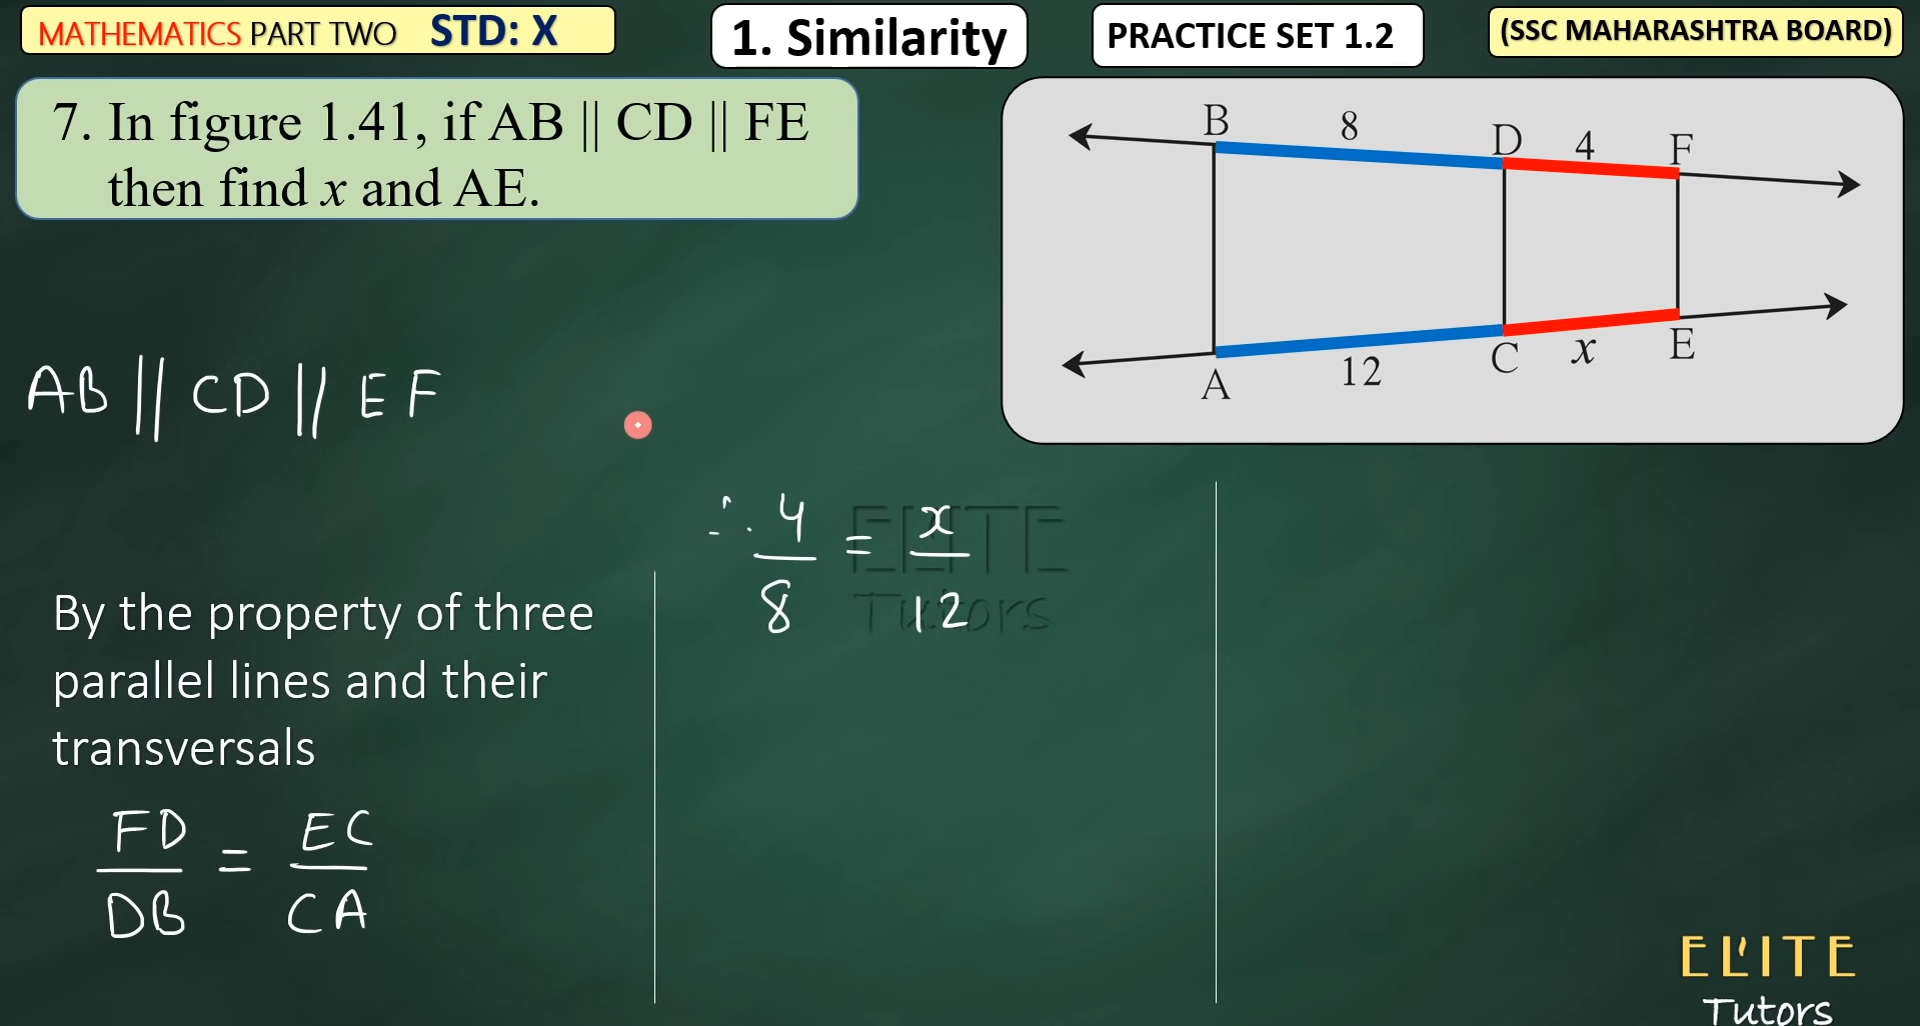 MATHEMATICS PART TWO STD: X
1. Similarity
PRACTICE SET 1.2
(SSC MAHARASHTRA BOARD)
7. In figure 1.41, if AB || CD || FE
then find x and AE.
B 8 D 4 F
A 12 C x E
AB || CD || EF
By the property of three
parallel lines and their
transversals
FD/DB = EC/CA
∴ 4/8 = x/12
ELITE
Tutors
ELITE
Tutors